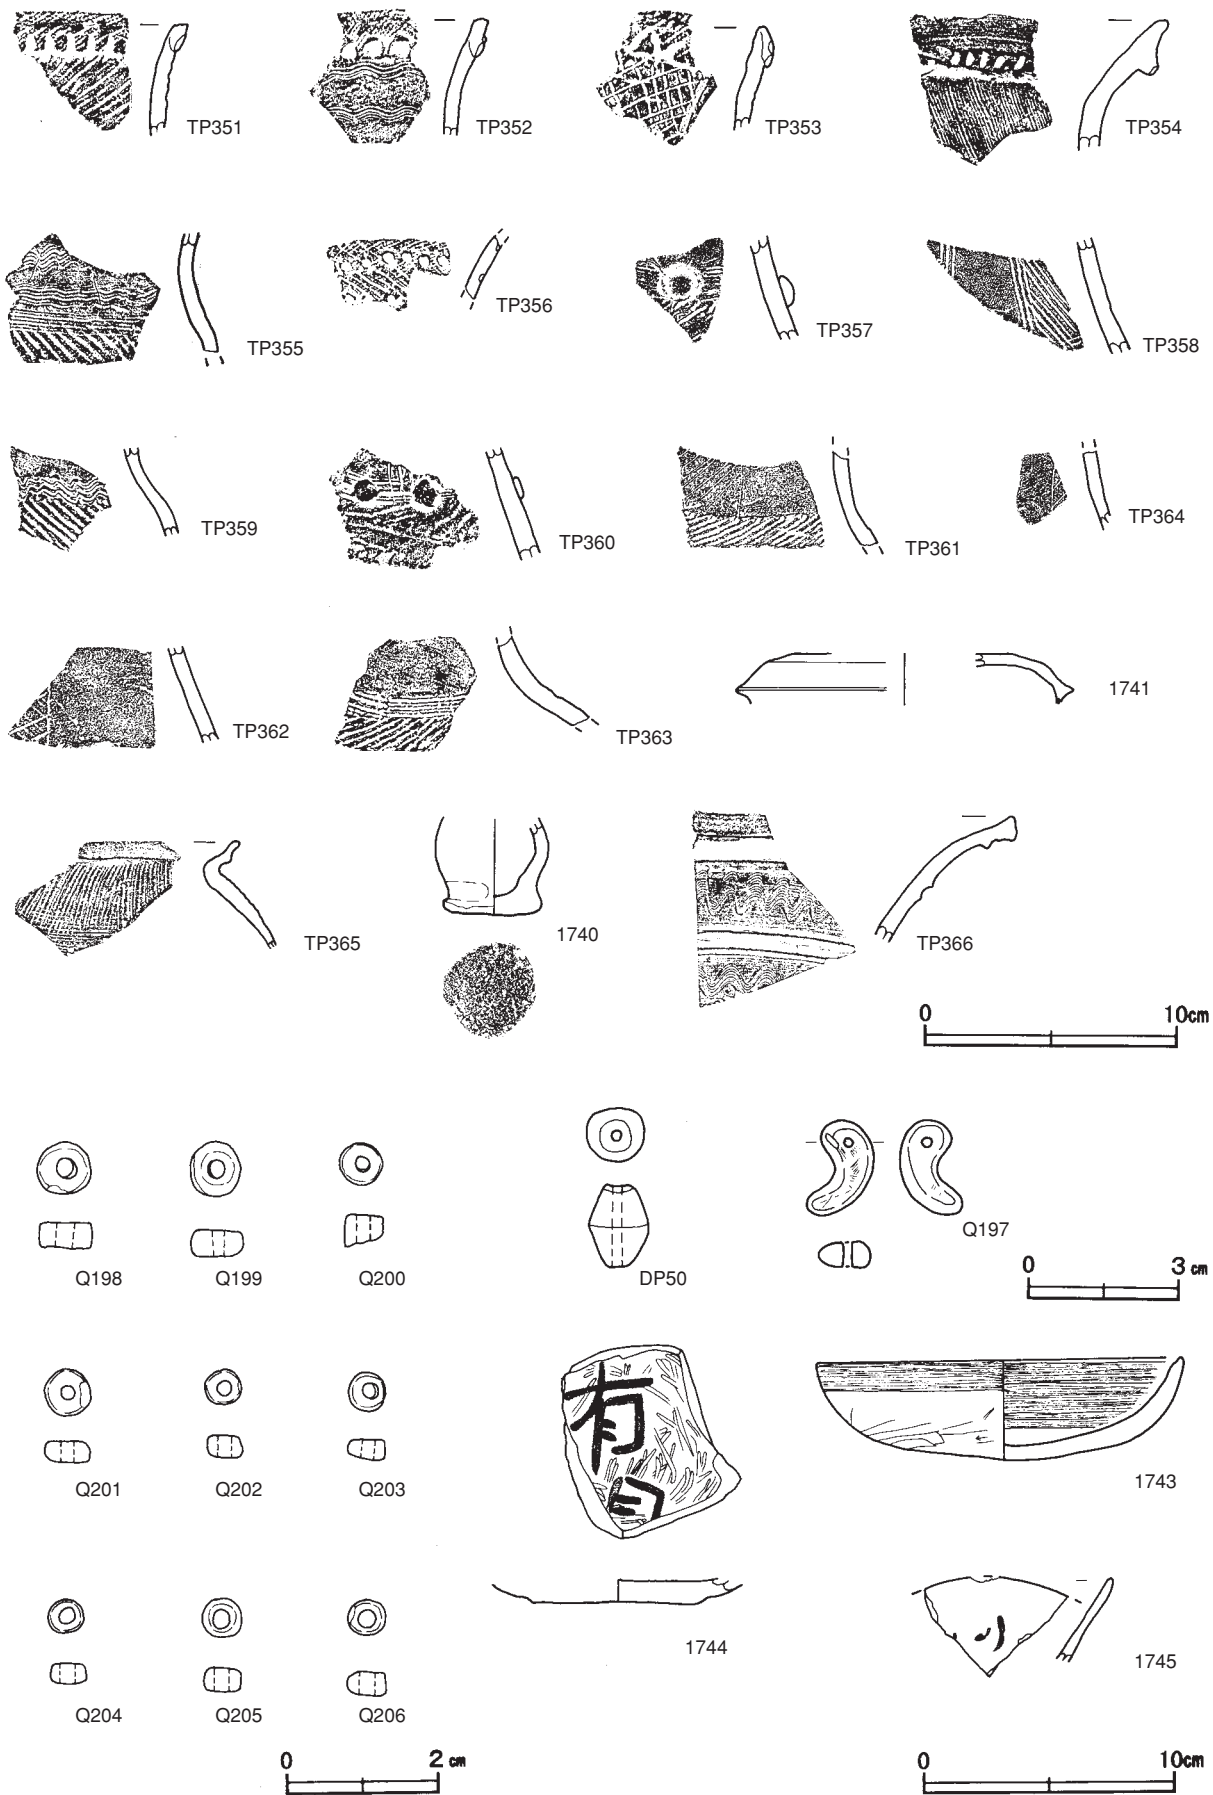 TP351 TP352 TP353 TP354
TP355 TP356 TP357 TP358
TP359 TP360 TP361 TP364
TP362 TP363 1741
TP365 1740 TP366
0 10cm
Q198 Q199 Q200 DP50 Q197
0 3cm
有
Q201 Q202 Q203 1743
Q204 Q205 Q206 1744 1745
0 2cm
0 10cm